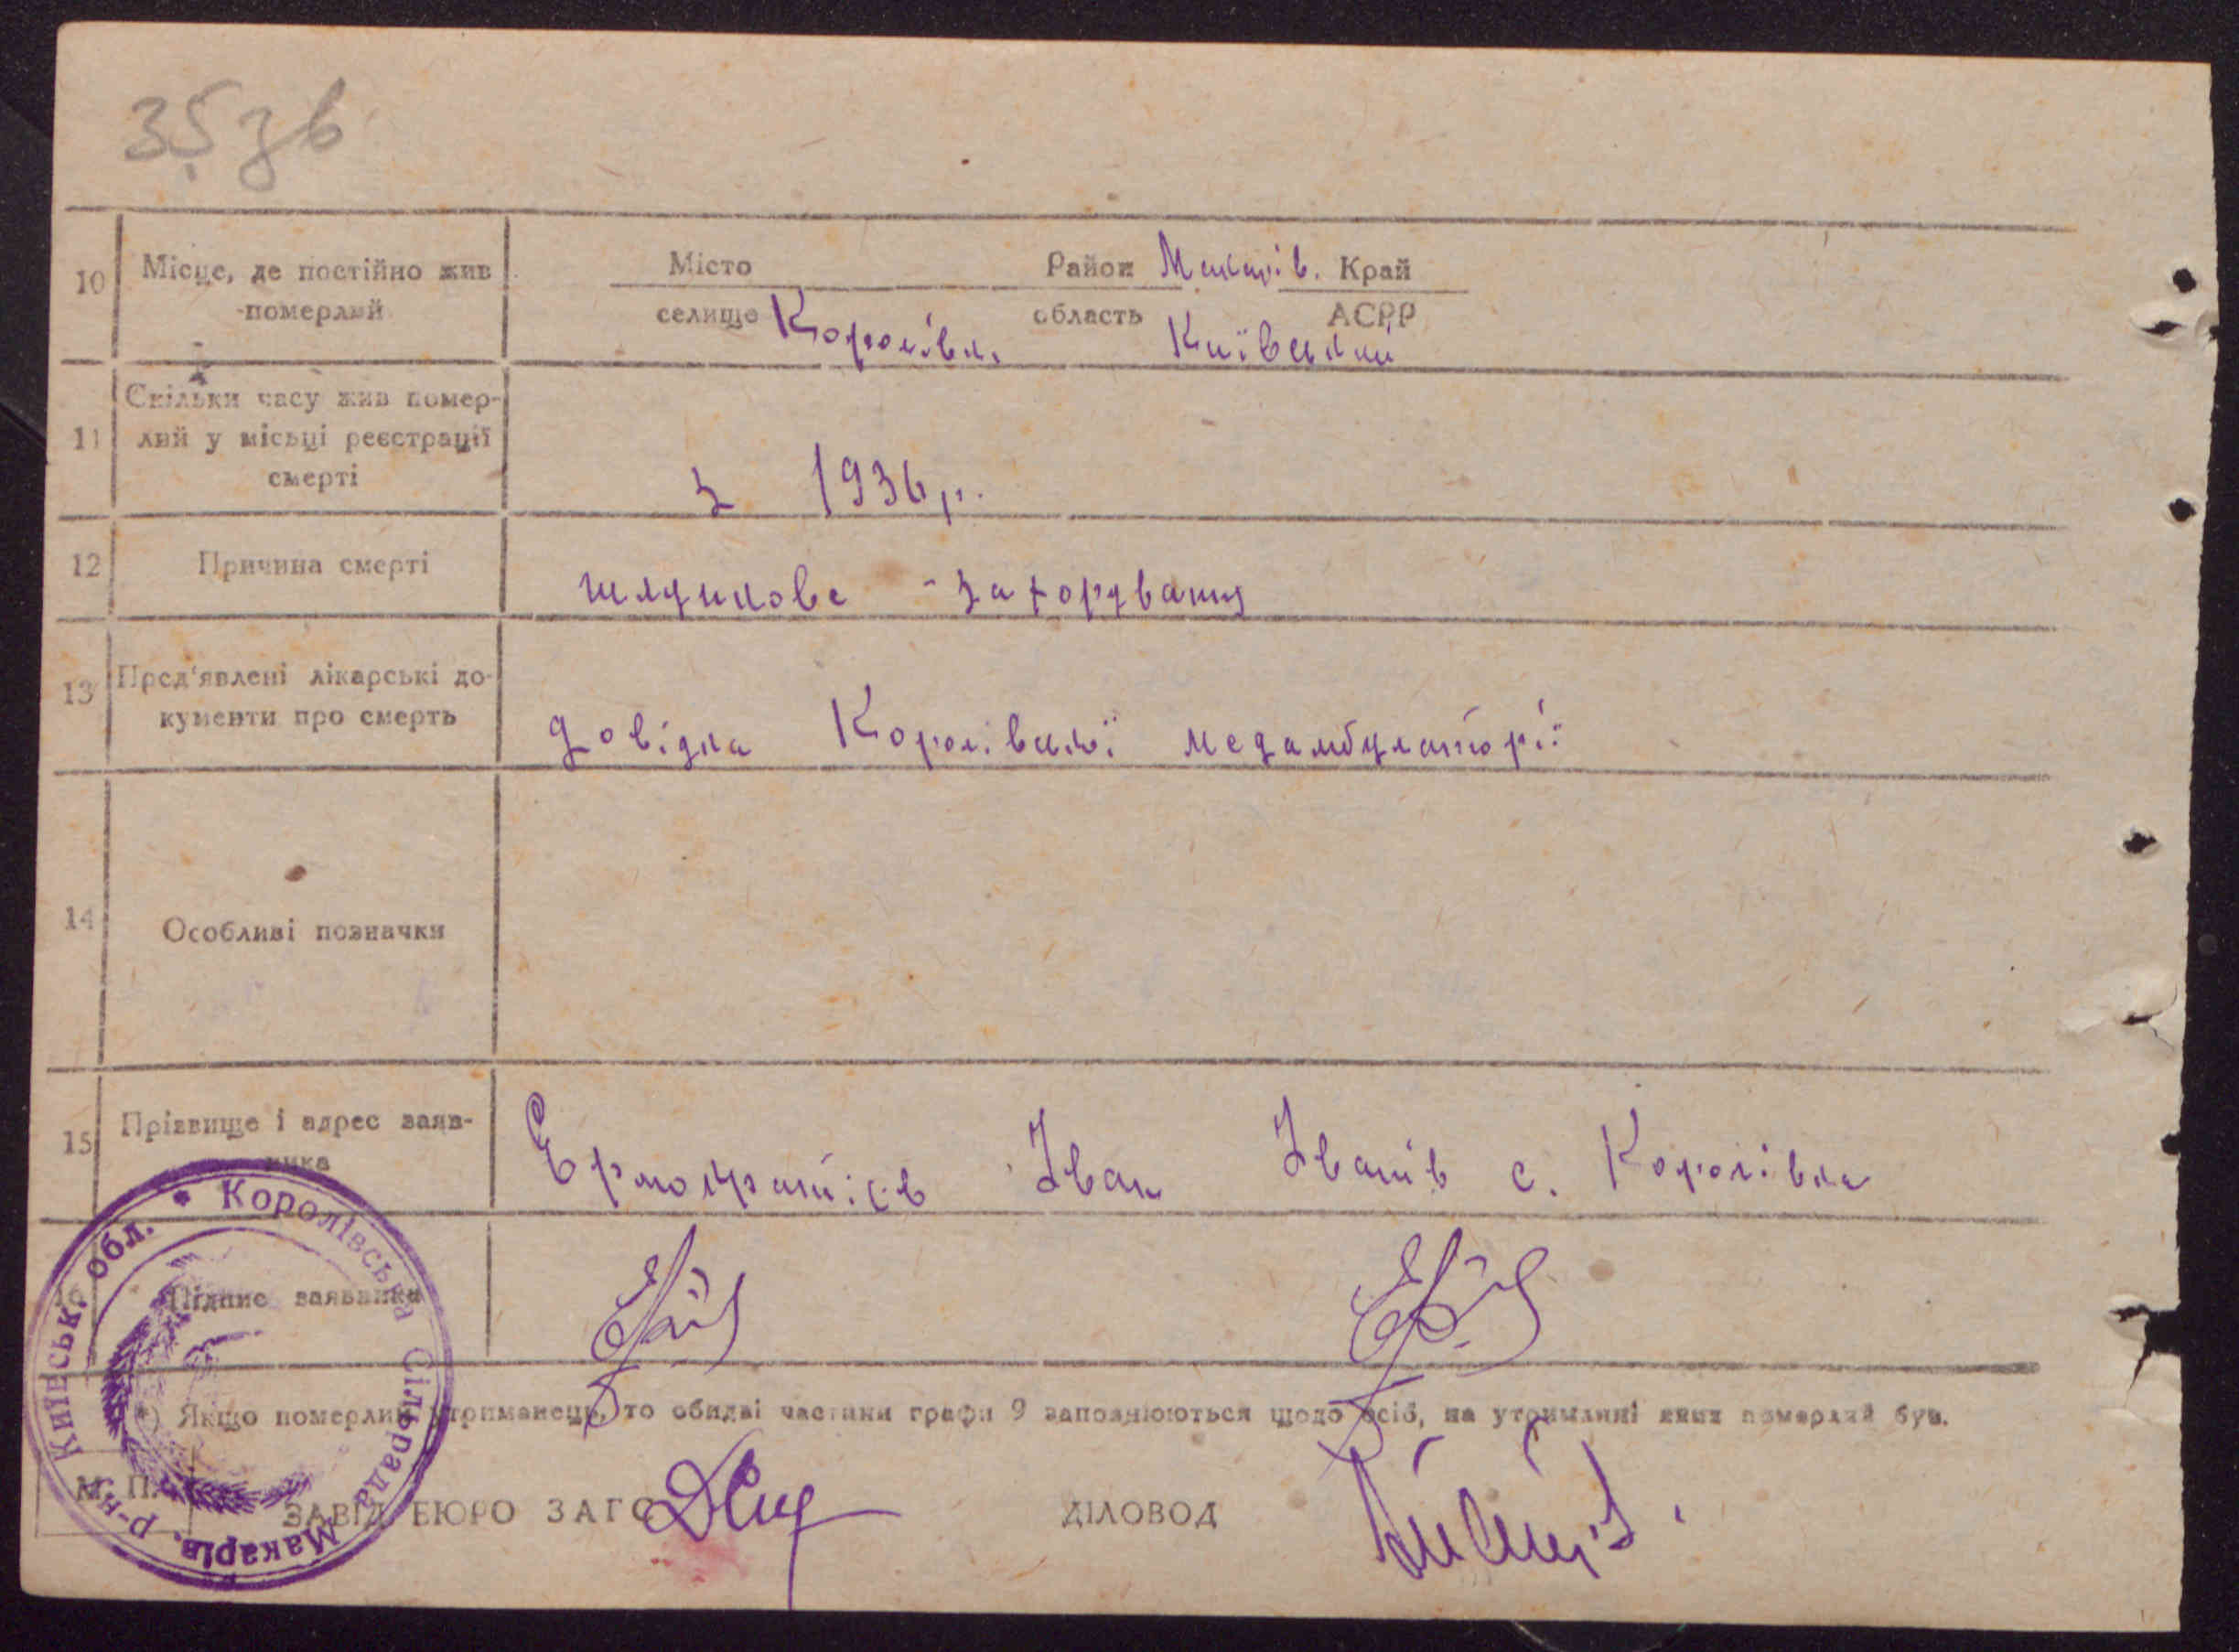 35 зв
10 Місце, де постійно жив померлий
Місто селище Королівка
Район Макарів. область Край АСРР Київський
11 Скільки часу жив померлий у місьці реєстрації смерті
з 1936 р.
12 Причина смерті
шлункове захорування
13 Пред'явлені лікарські документи про смерть
довідка Королівської медамбулаторії
14 Особливі позначки
15 Прізвище і адрес заявника
Іван Іванів с. Королівка
16 Підпис заявника
*) Якщо померлий утриманець, то обидві частини графи 9 заповнюються щодо осіб, на утриманні яких померлий був.
М. П.
ЗАВІД. БЮРО ЗАГС
ДІЛОВОД
Київськ. обл. * Королівська Сільрада Макарів. р-ну